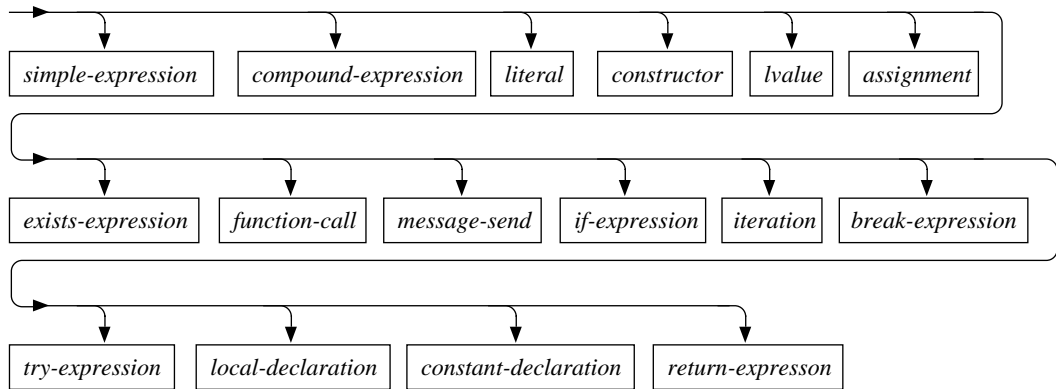 simple-expression compound-expression literal constructor lvalue assignment
exists-expression function-call message-send if-expression iteration break-expression
try-expression local-declaration constant-declaration return-expresson